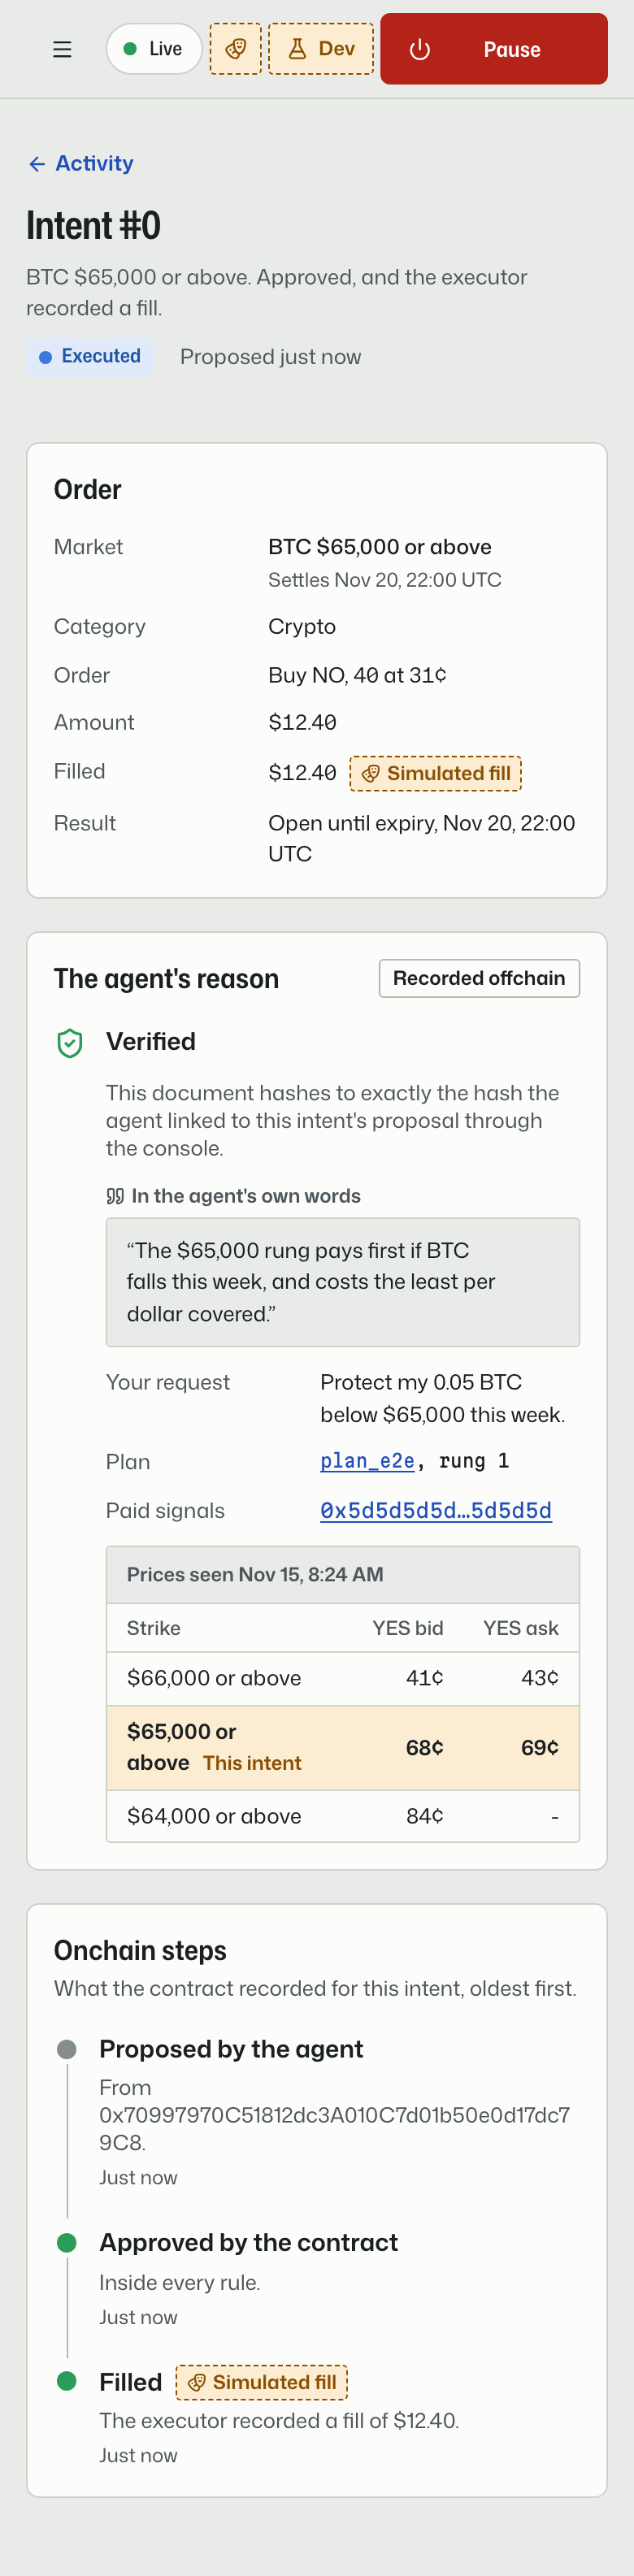 Live
Dev
Pause
Activity
Intent #0
BTC $65,000 or above. Approved, and the executor
recorded a fill.
Executed
Proposed just now
Order
Market
BTC $65,000 or above
Settles Nov 20, 22:00 UTC
Category
Crypto
Order
Buy NO, 40 at 31¢
Amount
$12.40
Filled
$12.40
Simulated fill
Result
Open until expiry, Nov 20, 22:00
UTC
The agent's reason
Recorded offchain
Verified
This document hashes to exactly the hash the
agent linked to this intent's proposal through
the console.
In the agent's own words
“The $65,000 rung pays first if BTC
falls this week, and costs the least per
dollar covered.”
Your request
Protect my 0.05 BTC
below $65,000 this week.
Plan
plan_e2e, rung 1
Paid signals
0x5d5d5d5d…5d5d5d
Prices seen Nov 15, 8:24 AM
Strike YES bid YES ask
$66,000 or above 41¢ 43¢
$65,000 or
above This intent 68¢ 69¢
$64,000 or above 84¢ -
Onchain steps
What the contract recorded for this intent, oldest first.
Proposed by the agent
From
0x70997970C51812dc3A010C7d01b50e0d17dc7
9C8.
Just now
Approved by the contract
Inside every rule.
Just now
Filled
Simulated fill
The executor recorded a fill of $12.40.
Just now